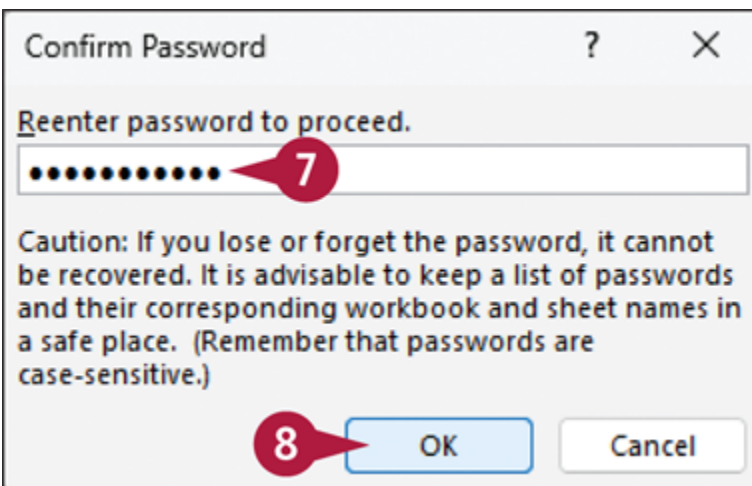 Confirm Password ? ×
Reenter password to proceed.
••••••••••• 7
Caution: If you lose or forget the password, it cannot
be recovered. It is advisable to keep a list of passwords
and their corresponding workbook and sheet names in
a safe place.  (Remember that passwords are
case-sensitive.)
8 OK Cancel